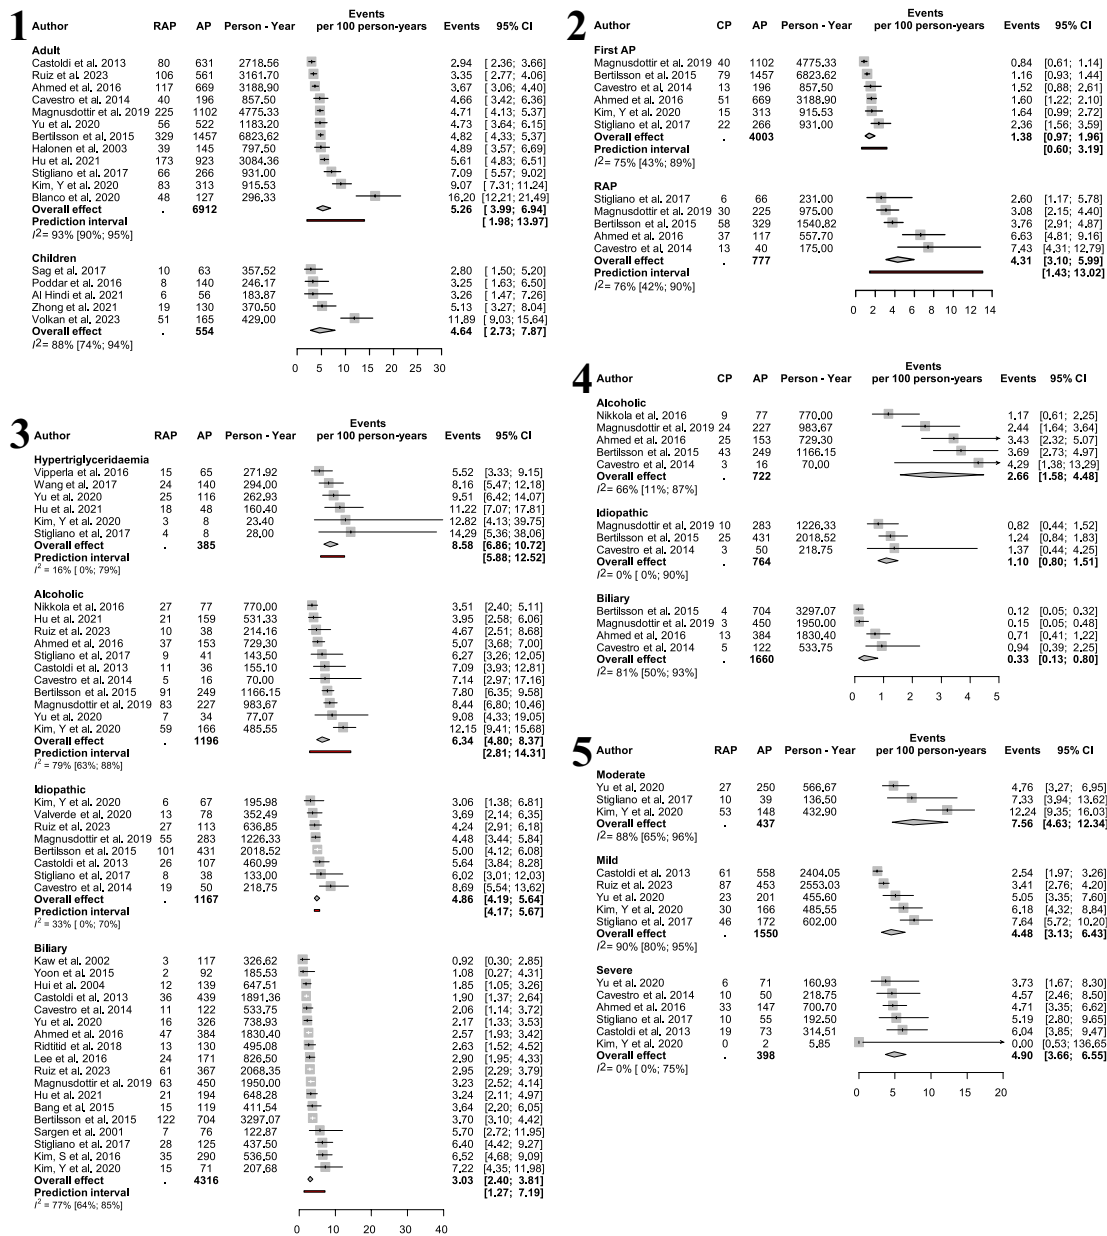 1
Events
Author RAP AP Person - Year per 100 person-years Events 95% CI
Adult
Castoldi et al. 2013 80 631 2718.56 2.94 [ 2.36; 3.66]
Ruiz et al. 2023 106 561 3161.70 3.35 [ 2.77; 4.06]
Ahmed et al. 2016 117 669 3188.90 3.67 [ 3.06; 4.40]
Cavestro et al. 2014 40 196 857.50 4.66 [ 3.42; 6.36]
Magnusdottir et al. 2019 225 1102 4775.33 4.71 [ 4.13; 5.37]
Yu et al. 2020 56 522 1183.20 4.73 [ 3.64; 6.15]
Bertilsson et al. 2015 329 1457 6823.62 4.82 [ 4.33; 5.37]
Halonen et al. 2003 39 145 797.50 4.89 [ 3.57; 6.69]
Hu et al. 2021 173 923 3084.36 5.61 [ 4.83; 6.51]
Stigliano et al. 2017 66 266 931.00 7.09 [ 5.57; 9.02]
Kim, Y et al. 2020 83 313 915.53 9.07 [ 7.31; 11.24]
Blanco et al. 2020 48 127 296.33 16.20 [12.21; 21.49]
Overall effect . 6912 5.26 [ 3.99; 6.94]
Prediction interval [ 1.98; 13.97]
I2= 93% [90%; 95%]
Children
Sag et al. 2017 10 63 357.52 2.80 [ 1.50; 5.20]
Poddar et al. 2016 8 140 246.17 3.25 [ 1.63; 6.50]
Al Hindi et al. 2021 6 56 183.87 3.26 [ 1.47; 7.26]
Zhong et al. 2021 19 130 370.50 5.13 [ 3.27; 8.04]
Volkan et al. 2023 51 165 429.00 11.89 [ 9.03; 15.64]
Overall effect . 554 4.64 [ 2.73; 7.87]
I2= 88% [74%; 94%]
0 5 10 15 20 25 30
2
Events
Author CP AP Person - Year per 100 person-years Events 95% CI
First AP
Magnusdottir et al. 2019 40 1102 4775.33 0.84 [0.61; 1.14]
Bertilsson et al. 2015 79 1457 6823.62 1.16 [0.93; 1.44]
Cavestro et al. 2014 13 196 857.50 1.52 [0.88; 2.61]
Ahmed et al. 2016 51 669 3188.90 1.60 [1.22; 2.10]
Kim, Y et al. 2020 15 313 915.53 1.64 [0.99; 2.72]
Stigliano et al. 2017 22 266 931.00 2.36 [1.56; 3.59]
Overall effect . 4003 1.38 [0.97; 1.96]
Prediction interval [0.60; 3.19]
I2= 75% [43%; 89%]
RAP
Stigliano et al. 2017 6 66 231.00 2.60 [1.17; 5.78]
Magnusdottir et al. 2019 30 225 975.00 3.08 [2.15; 4.40]
Bertilsson et al. 2015 58 329 1540.82 3.76 [2.91; 4.87]
Ahmed et al. 2016 37 117 557.70 6.63 [4.81; 9.16]
Cavestro et al. 2014 13 40 175.00 7.43 [4.31; 12.79]
Overall effect . 777 4.31 [3.10; 5.99]
Prediction interval [1.43; 13.02]
I2= 76% [42%; 90%]
0 2 4 6 8 10 12 14
3
Events
Author RAP AP Person - Year per 100 person-years Events 95% CI
Hypertriglyceridaemia
Vipperla et al. 2016 15 65 271.92 5.52 [3.33; 9.15]
Wang et al. 2017 24 140 294.00 8.16 [5.47; 12.18]
Yu et al. 2020 25 116 262.93 9.51 [6.42; 14.07]
Hu et al. 2021 18 48 160.40 11.22 [7.07; 17.81]
Kim, Y et al. 2020 3 8 23.40 12.82 [4.13; 39.75]
Stigliano et al. 2017 4 8 28.00 14.29 [5.36; 38.06]
Overall effect . 385 8.58 [6.86; 10.72]
Prediction interval [5.88; 12.52]
I2 = 16% [ 0%; 79%]
Alcoholic
Nikkola et al. 2016 27 77 770.00 3.51 [2.40; 5.11]
Hu et al. 2021 21 159 531.33 3.95 [2.58; 6.06]
Ruiz et al. 2023 10 38 214.16 4.67 [2.51; 8.68]
Ahmed et al. 2016 37 153 729.30 5.07 [3.68; 7.00]
Stigliano et al. 2017 9 41 143.50 6.27 [3.26; 12.05]
Castoldi et al. 2013 11 36 155.10 7.09 [3.93; 12.81]
Cavestro et al. 2014 5 16 70.00 7.14 [2.97; 17.16]
Bertilsson et al. 2015 91 249 1166.15 7.80 [6.35; 9.58]
Magnusdottir et al. 2019 83 227 983.67 8.44 [6.80; 10.46]
Yu et al. 2020 7 34 77.07 9.08 [4.33; 19.05]
Kim, Y et al. 2020 59 166 485.55 12.15 [9.41; 15.68]
Overall effect . 1196 6.34 [4.80; 8.37]
Prediction interval [2.81; 14.31]
I2 = 79% [63%; 88%]
Idiopathic
Kim, Y et al. 2020 6 67 195.98 3.06 [1.38; 6.81]
Valverde et al. 2020 13 78 352.49 3.69 [2.14; 6.35]
Ruiz et al. 2023 27 113 636.85 4.24 [2.91; 6.18]
Magnusdottir et al. 2019 55 283 1226.33 4.48 [3.44; 5.84]
Bertilsson et al. 2015 101 431 2018.52 5.00 [4.12; 6.08]
Castoldi et al. 2013 26 107 460.99 5.64 [3.84; 8.28]
Stigliano et al. 2017 8 38 133.00 6.02 [3.01; 12.03]
Cavestro et al. 2014 19 50 218.75 8.69 [5.54; 13.62]
Overall effect . 1167 4.86 [4.19; 5.64]
Prediction interval [4.17; 5.67]
I2 = 33% [ 0%; 70%]
Biliary
Kaw et al. 2002 3 117 326.62 0.92 [0.30; 2.85]
Yoon et al. 2015 2 92 185.53 1.08 [0.27; 4.31]
Hui et al. 2004 12 139 647.51 1.85 [1.05; 3.26]
Castoldi et al. 2013 36 439 1891.36 1.90 [1.37; 2.64]
Cavestro et al. 2014 11 122 533.75 2.06 [1.14; 3.72]
Yu et al. 2020 16 326 738.93 2.17 [1.33; 3.53]
Ahmed et al. 2016 47 384 1830.40 2.57 [1.93; 3.42]
Ridtitid et al. 2018 13 130 495.08 2.63 [1.52; 4.52]
Lee et al. 2016 24 171 826.50 2.90 [1.95; 4.33]
Ruiz et al. 2023 61 367 2068.35 2.95 [2.29; 3.79]
Magnusdottir et al. 2019 63 450 1950.00 3.23 [2.52; 4.14]
Hu et al. 2021 21 194 648.28 3.24 [2.11; 4.97]
Bang et al. 2015 15 119 411.54 3.64 [2.20; 6.05]
Bertilsson et al. 2015 122 704 3297.07 3.70 [3.10; 4.42]
Sargen et al. 2001 7 76 122.87 5.70 [2.72; 11.95]
Stigliano et al. 2017 28 125 437.50 6.40 [4.42; 9.27]
Kim, S et al. 2016 35 290 536.50 6.52 [4.68; 9.09]
Kim, Y et al. 2020 15 71 207.68 7.22 [4.35; 11.98]
Overall effect . 4316 3.03 [2.40; 3.81]
Prediction interval [1.27; 7.19]
I2 = 77% [64%; 85%]
0 10 20 30 40
4
Events
Author CP AP Person - Year per 100 person-years Events 95% CI
Alcoholic
Nikkola et al. 2016 9 77 770.00 1.17 [0.61; 2.25]
Magnusdottir et al. 2019 24 227 983.67 2.44 [1.64; 3.64]
Ahmed et al. 2016 25 153 729.30 3.43 [2.32; 5.07]
Bertilsson et al. 2015 43 249 1166.15 3.69 [2.73; 4.97]
Cavestro et al. 2014 3 16 70.00 4.29 [1.38; 13.29]
Overall effect . 722 2.66 [1.58; 4.48]
I2= 66% [11%; 87%]
Idiopathic
Magnusdottir et al. 2019 10 283 1226.33 0.82 [0.44; 1.52]
Bertilsson et al. 2015 25 431 2018.52 1.24 [0.84; 1.83]
Cavestro et al. 2014 3 50 218.75 1.37 [0.44; 4.25]
Overall effect . 764 1.10 [0.80; 1.51]
I2= 0% [ 0%; 90%]
Biliary
Bertilsson et al. 2015 4 704 3297.07 0.12 [0.05; 0.32]
Magnusdottir et al. 2019 3 450 1950.00 0.15 [0.05; 0.48]
Ahmed et al. 2016 13 384 1830.40 0.71 [0.41; 1.22]
Cavestro et al. 2014 5 122 533.75 0.94 [0.39; 2.25]
Overall effect . 1660 0.33 [0.13; 0.80]
I2= 81% [50%; 93%]
0 1 2 3 4 5
5
Events
Author RAP AP Person - Year per 100 person-years Events 95% CI
Moderate
Yu et al. 2020 27 250 566.67 4.76 [3.27; 6.95]
Stigliano et al. 2017 10 39 136.50 7.33 [3.94; 13.62]
Kim, Y et al. 2020 53 148 432.90 12.24 [9.35; 16.03]
Overall effect . 437 7.56 [4.63; 12.34]
I2= 88% [65%; 96%]
Mild
Castoldi et al. 2013 61 558 2404.05 2.54 [1.97; 3.26]
Ruiz et al. 2023 87 453 2553.03 3.41 [2.76; 4.20]
Yu et al. 2020 23 201 455.60 5.05 [3.35; 7.60]
Kim, Y et al. 2020 30 166 485.55 6.18 [4.32; 8.84]
Stigliano et al. 2017 46 172 602.00 7.64 [5.72; 10.20]
Overall effect . 1550 4.48 [3.13; 6.43]
I2= 90% [80%; 95%]
Severe
Yu et al. 2020 6 71 160.93 3.73 [1.67; 8.30]
Cavestro et al. 2014 10 50 218.75 4.57 [2.46; 8.50]
Ahmed et al. 2016 33 147 700.70 4.71 [3.35; 6.62]
Stigliano et al. 2017 10 55 192.50 5.19 [2.80; 9.65]
Castoldi et al. 2013 19 73 314.51 6.04 [3.85; 9.47]
Kim, Y et al. 2020 0 2 5.85 0.00 [0.53; 136.65
Overall effect . 398 4.90 [3.66; 6.55]
I2= 0% [ 0%; 75%]
0 5 10 15 20